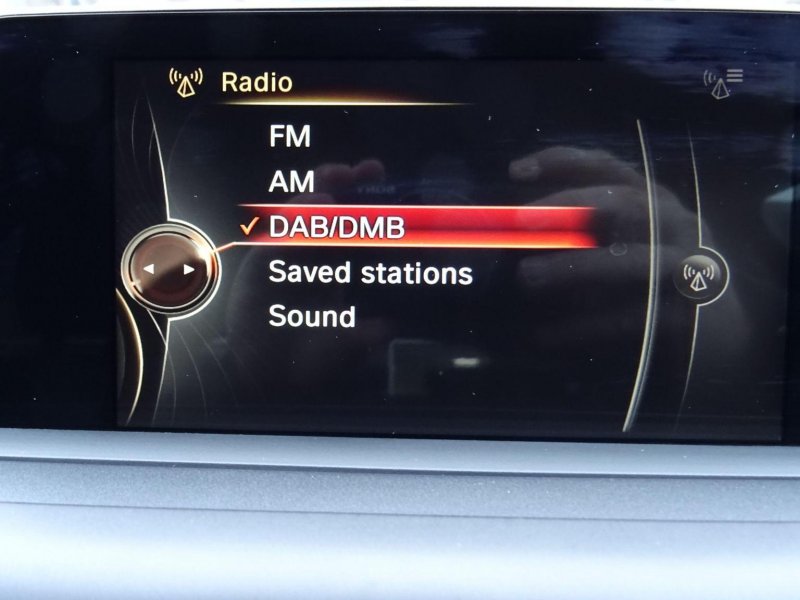 Radio
FM
AM
DAB/DMB
Saved stations
Sound